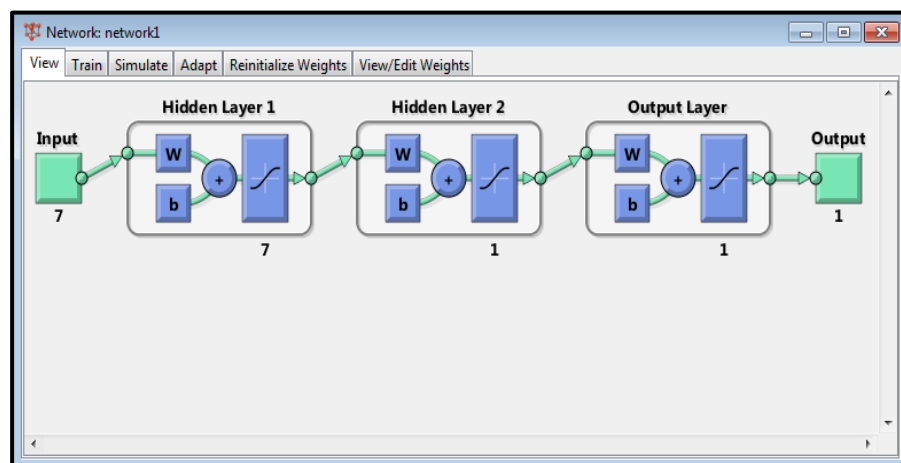 Network: network1
View Train Simulate Adapt Reinitialize Weights View/Edit Weights
Hidden Layer 1 Hidden Layer 2 Output Layer
Input Output
W W W
+ + +
b b b
7 1
7 1 1